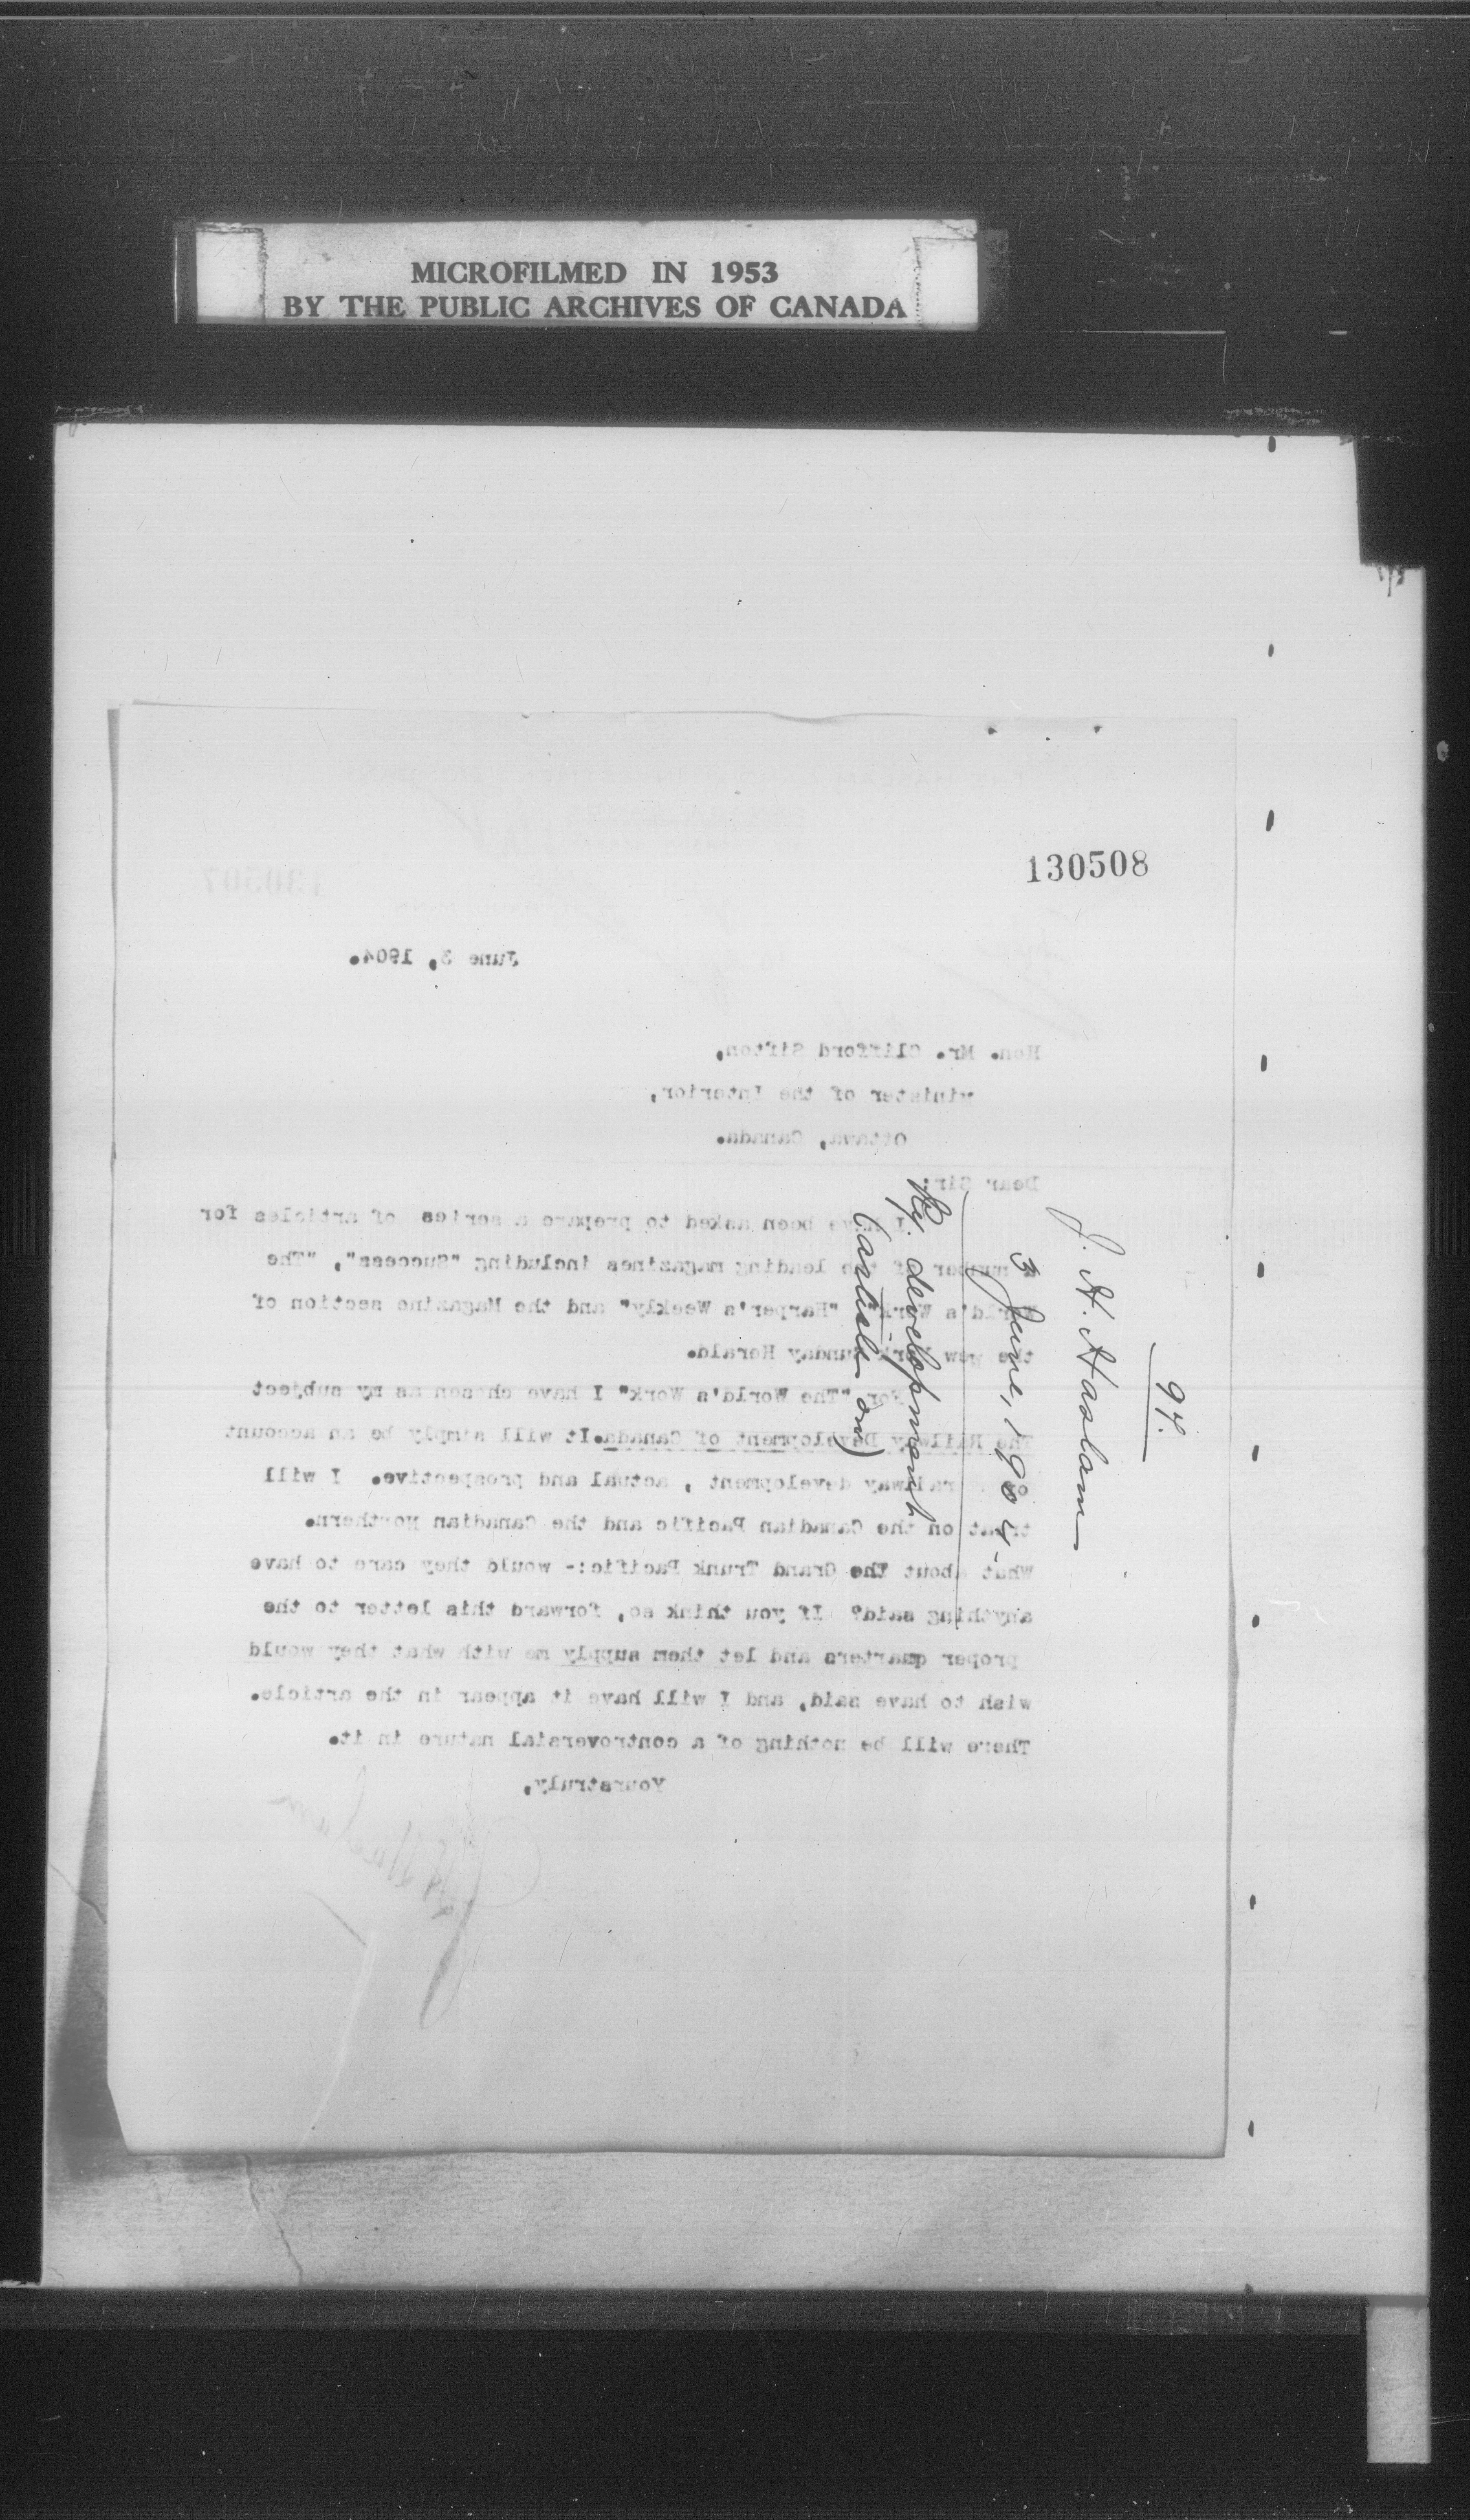 MICROFILMED IN 1953
BY THE PUBLIC ARCHIVES OF CANADA
130508
130507
94.
J. H. Haslam
3 June, 1904
Ry. development
(article on)
June 3, 1904.
Hon. Mr. Clifford Sifton,
Minister of the Interior,
Ottawa, Canada.
Dear Sir:
I have been asked to prepare a series of articles for
a number of the leading magazines including "Success", "The
World's Work" "Harper's Weekly" and the Magazine section of
the New York Sunday Herald.
For "The World's Work" I have chosen as my subject
The Railway Development of Canada. It will simply be an account
of railway development, actual and prospective. I will
treat on the Canadian Pacific and the Canadian Northern.
What about the Grand Trunk Pacific:- would they care to have
anything said? If you think so, forward this letter to the
proper quarters and let them supply me with what they would
wish to have said, and I will have it appear in the article.
There will be nothing of a controversial nature in it.
Yourstruly,